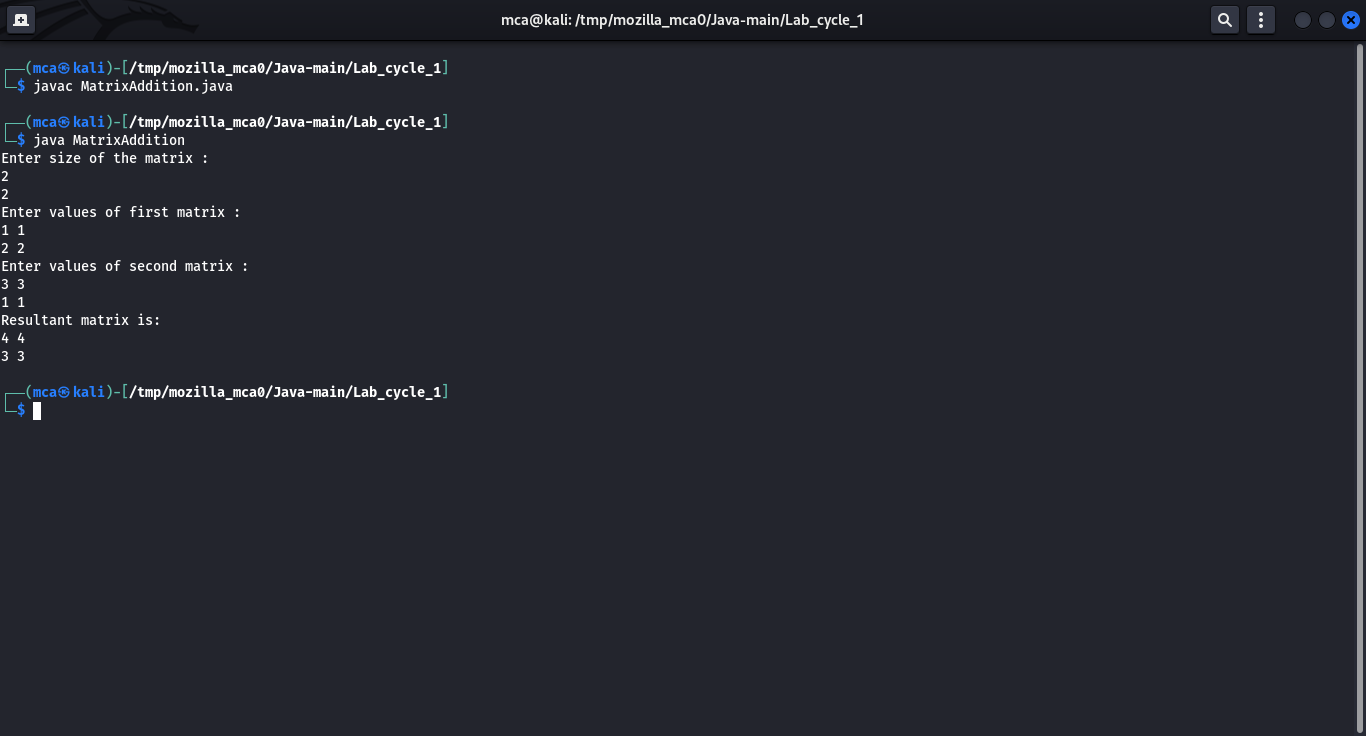 mca@kali: /tmp/mozilla_mca0/Java-main/Lab_cycle_1
┌──(mca㉿kali)-[/tmp/mozilla_mca0/Java-main/Lab_cycle_1]
└─$ javac MatrixAddition.java
┌──(mca㉿kali)-[/tmp/mozilla_mca0/Java-main/Lab_cycle_1]
└─$ java MatrixAddition
Enter size of the matrix :
2
2
Enter values of first matrix :
1 1
2 2
Enter values of second matrix :
3 3
1 1
Resultant matrix is:
4 4
3 3
┌──(mca㉿kali)-[/tmp/mozilla_mca0/Java-main/Lab_cycle_1]
└─$